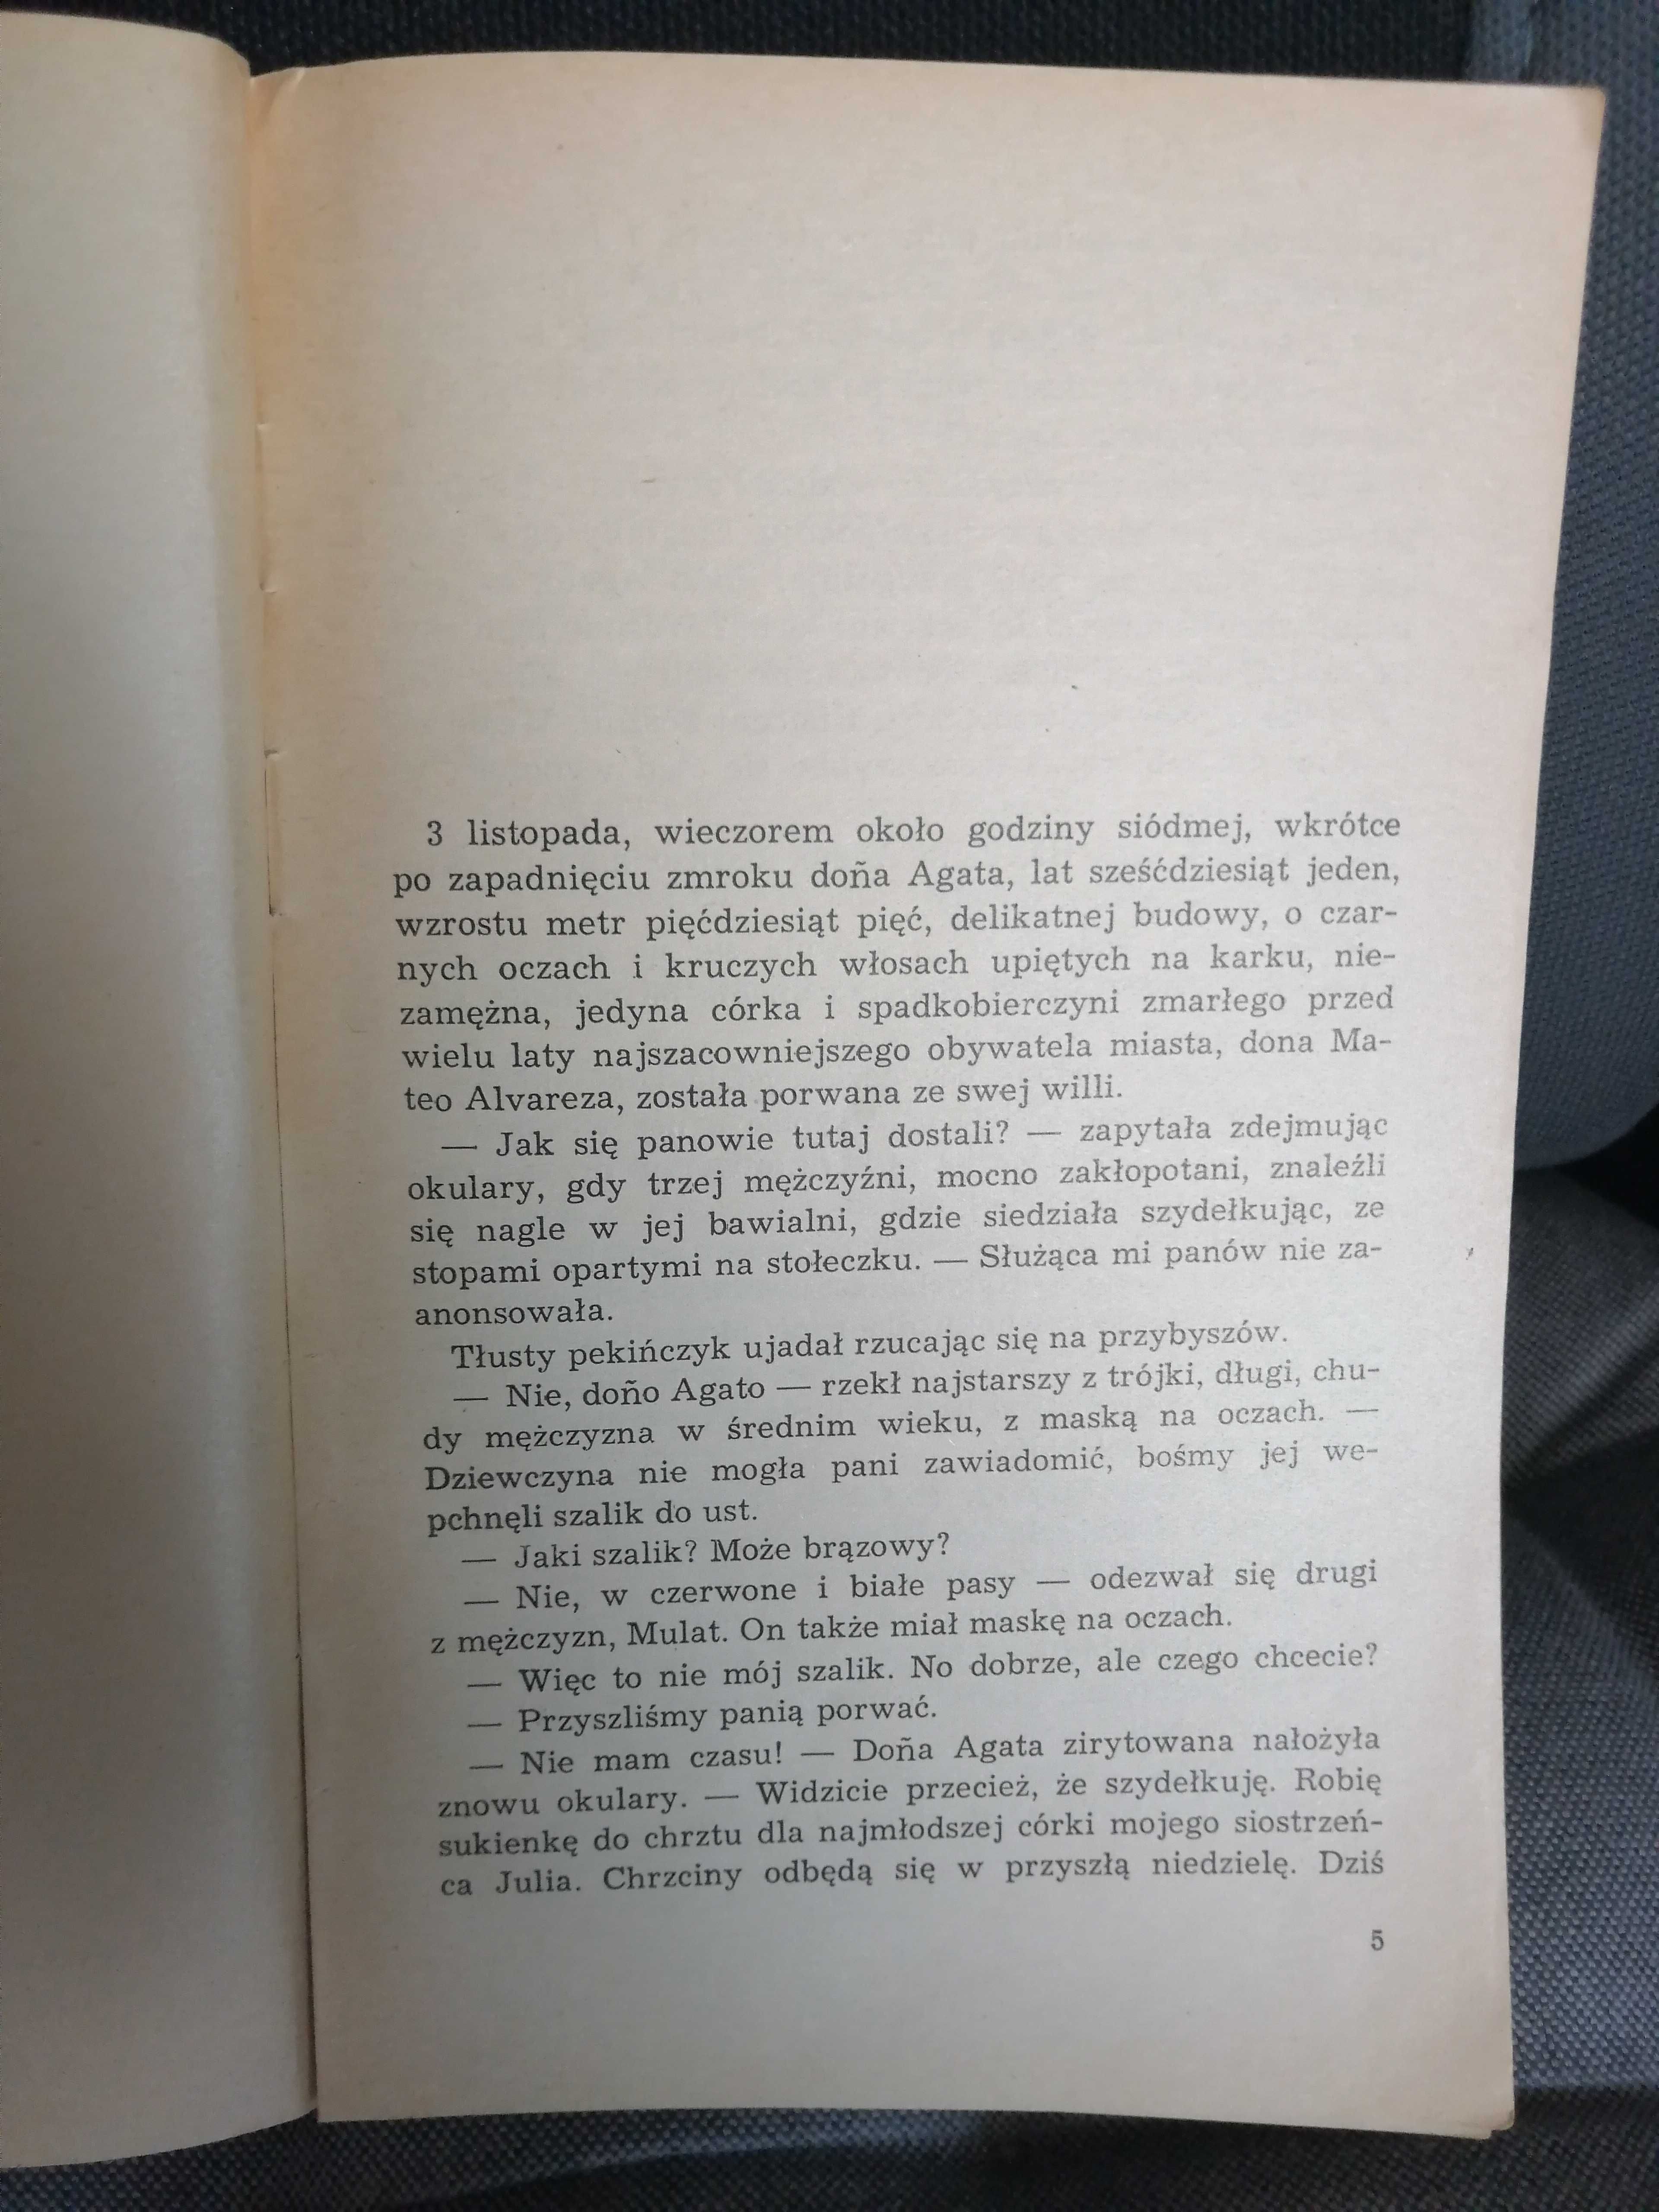 3 listopada, wieczorem około godziny siódmej, wkrótce
po zapadnięciu zmroku doña Agata, lat sześćdziesiąt jeden,
wzrostu metr pięćdziesiąt pięć, delikatnej budowy, o czar-
nych oczach i kruczych włosach upiętych na karku, nie-
zamężna, jedyna córka i spadkobierczyni zmarłego przed
wielu laty najszacowniejszego obywatela miasta, dona Ma-
teo Alvareza, została porwana ze swej willi.
— Jak się panowie tutaj dostali? — zapytała zdejmując
okulary, gdy trzej mężczyźni, mocno zakłopotani, znaleźli
się nagle w jej bawialni, gdzie siedziała szydełkując, ze
stopami opartymi na stołeczku. — Służąca mi panów nie za-
anonsowała.
Tłusty pekińczyk ujadał rzucając się na przybyszów.
— Nie, doño Agato — rzekł najstarszy z trójki, długi, chu-
dy mężczyzna w średnim wieku, z maską na oczach. —
Dziewczyna nie mogła pani zawiadomić, bośmy jej we-
pchnęli szalik do ust.
— Jaki szalik? Może brązowy?
— Nie, w czerwone i białe pasy — odezwał się drugi
z mężczyzn, Mulat. On także miał maskę na oczach.
— Więc to nie mój szalik. No dobrze, ale czego chcecie?
— Przyszliśmy panią porwać.
— Nie mam czasu! — Doña Agata zirytowana nałożyła
znowu okulary. — Widzicie przecież, że szydełkuję. Robię
sukienkę do chrztu dla najmłodszej córki mojego siostrzeń-
ca Julia. Chrzciny odbędą się w przyszłą niedzielę. Dziś
5